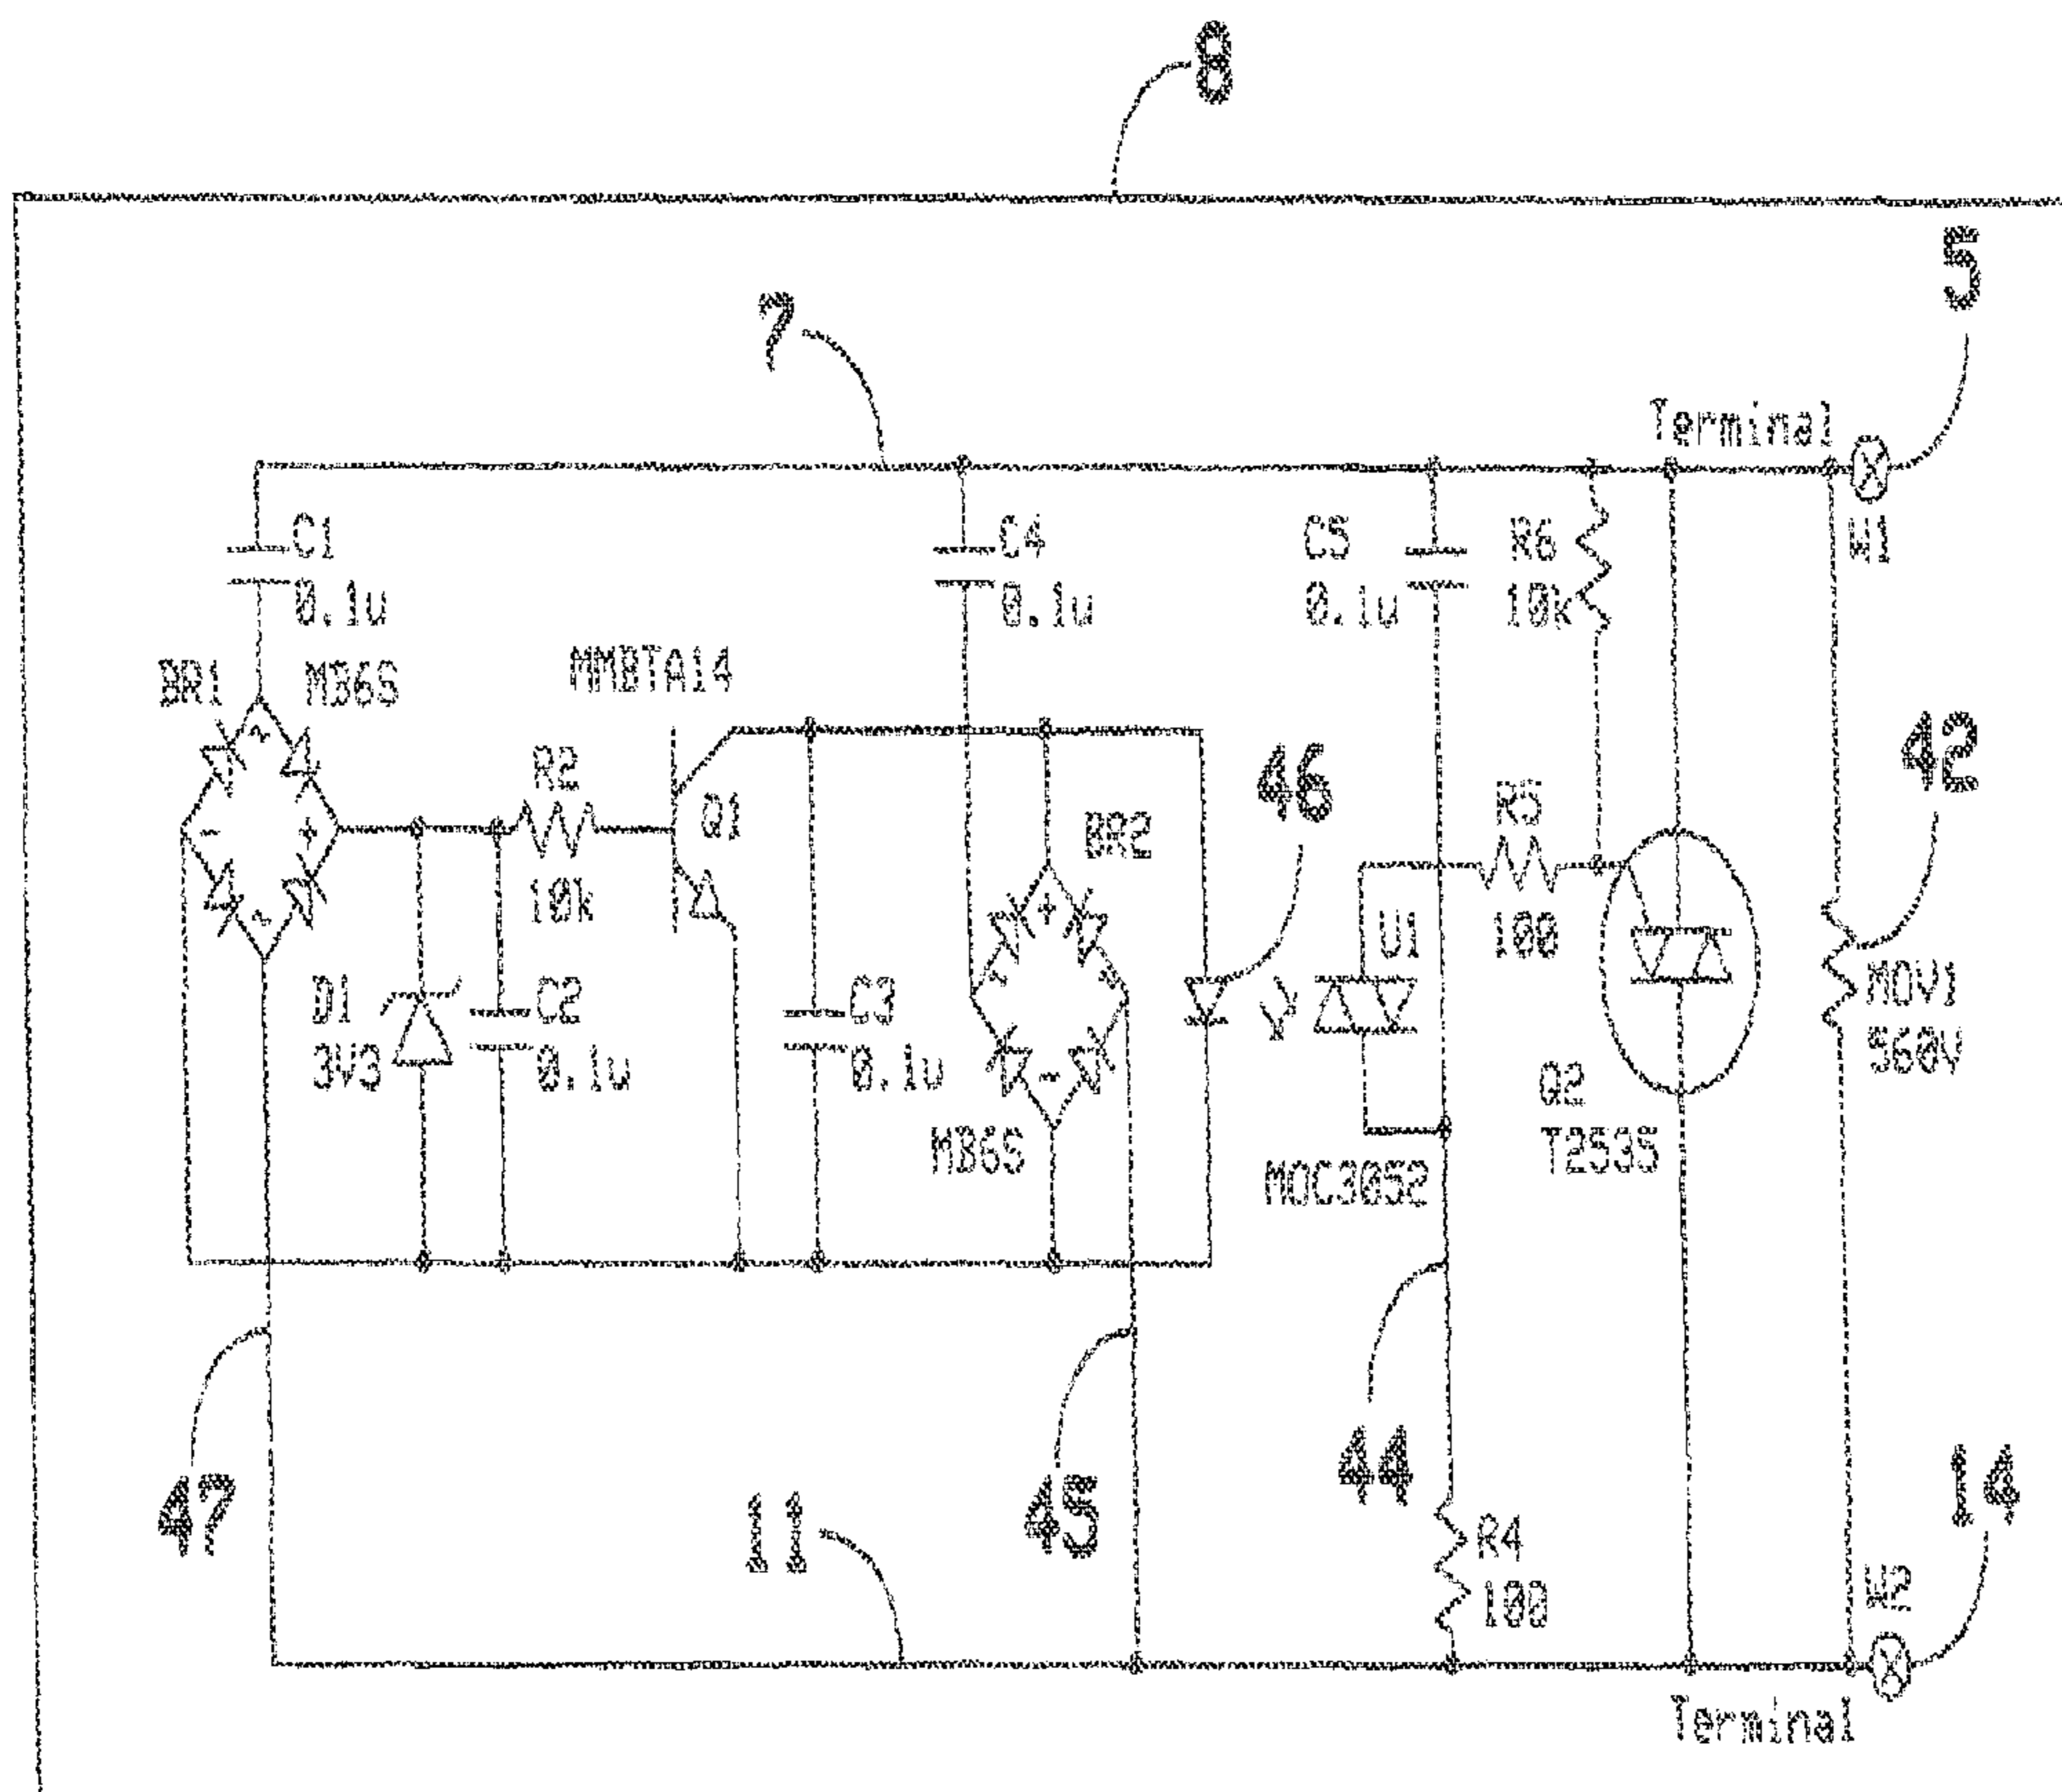 8
5
7
Terminal
W1
C1
0.1u
C4
0.1u
C5
0.1u
R6
10k
BR1
MB6S
MMBTA14
42
R2
10k
Q1
46
BR2
R5
100
U1
D1
3V3
C2
0.1u
C3
0.1u
MOV1
560V
Q2
T2535
MB6S
MOC3052
47
11
45
44
14
R4
100
W2
Terminal